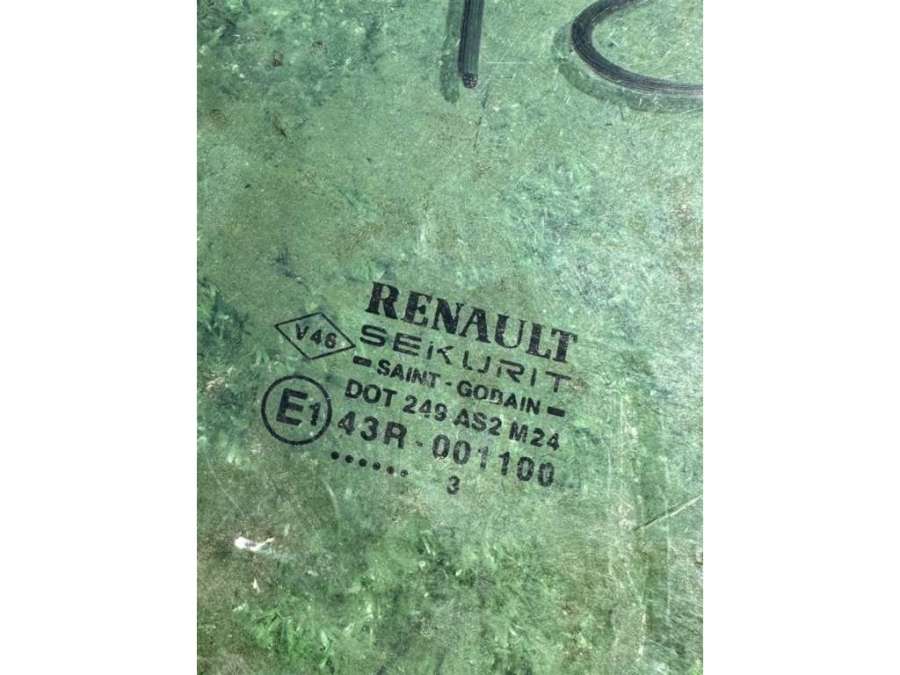 RENAULT
V46 SEKURIT
- SAINT - GOBAIN -
DOT 249 AS2 M24
E1 43R - 001100
...... 3